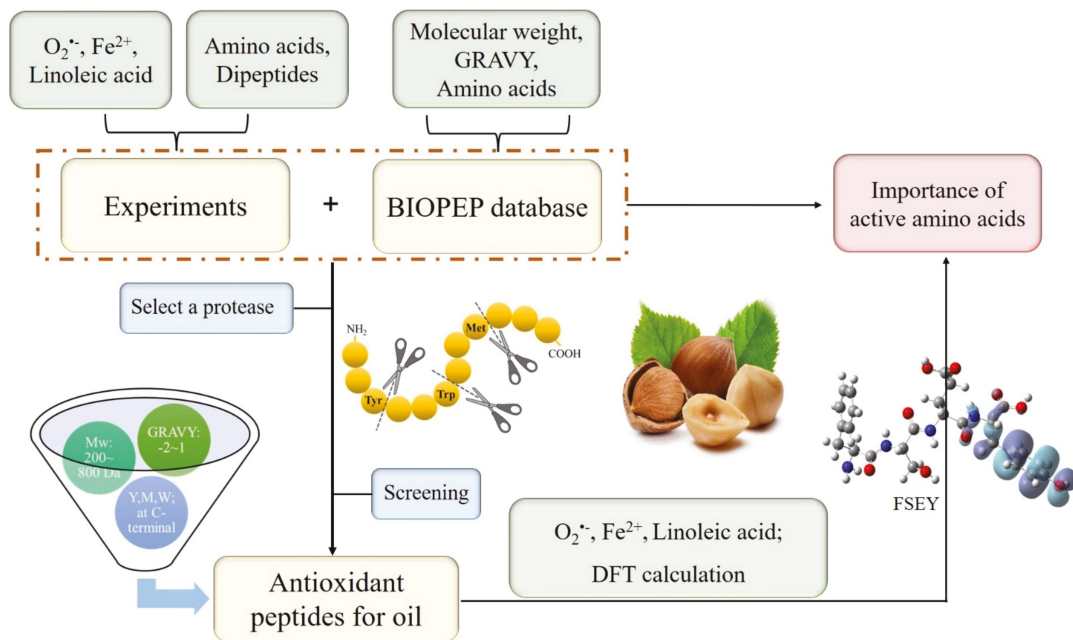 O₂•-, Fe²⁺,
Linoleic acid
Amino acids,
Dipeptides
Molecular weight,
GRAVY,
Amino acids
Experiments
+
BIOPEP database
Importance of
active amino acids
Select a protease
NH₂
Tyr
Trp
Met
COOH
Mw:
200~
800 Da
GRAVY:
-2~1
Y,M,W;
at C-
terminal
Screening
FSEY
O₂•-, Fe²⁺, Linoleic acid;
DFT calculation
Antioxidant
peptides for oil